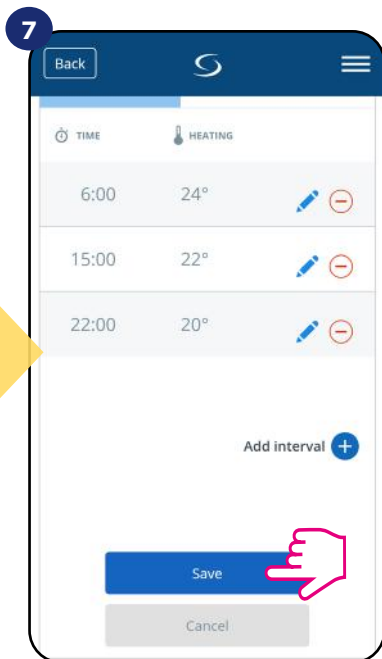 7
Back
TIME HEATING
6:00 24°
15:00 22°
22:00 20°
Add interval
Save
Cancel